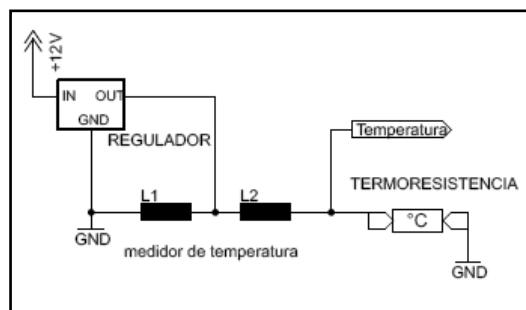 +12V
IN OUT
GND
REGULADOR
Temperatura
L1
L2
TERMORESISTENCIA
°C
GND
medidor de temperatura
GND